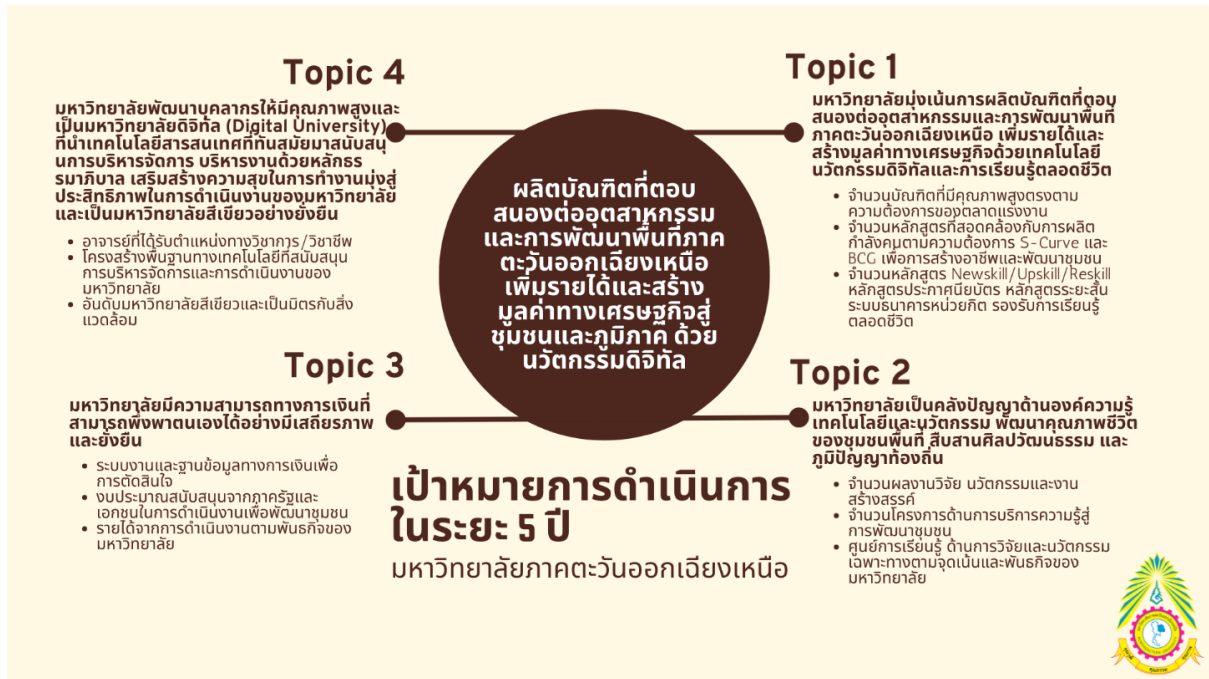 Topic 4
มหาวิทยาลัยพัฒนาบุคลากรให้มีคุณภาพสูงและ
เป็นมหาวิทยาลัยดิจิทัล (Digital University)
ที่นำเทคโนโลยีสารสนเทศที่ทันสมัยมาสนับสนุ
นการบริหารจัดการ บริหารงานด้วยหลักธร
รมาภิบาล เสริมสร้างความสุขในการทำงานมุ่งสู่
ประสิทธิภาพในการดำเนินงานของมหาวิทยาลัย
และเป็นมหาวิทยาลัยสีเขียวอย่างยั่งยืน
• อาจารย์ที่ได้รับตำแหน่งทางวิชาการ/วิชาชีพ
• โครงสร้างพื้นฐานทางเทคโนโลยีที่สนับสนุน
การบริหารจัดการและการดำเนินงานของ
มหาวิทยาลัย
• อันดับมหาวิทยาลัยสีเขียวและเป็นมิตรกับสิ่ง
แวดล้อม
Topic 1
มหาวิทยาลัยมุ่งเน้นการผลิตบัณฑิตที่ตอบ
สนองต่ออุตสาหกรรมและการพัฒนาพื้นที่
ภาคตะวันออกเฉียงเหนือ เพิ่มรายได้และ
สร้างมูลค่าทางเศรษฐกิจด้วยเทคโนโลยี
นวัตกรรมดิจิทัลและการเรียนรู้ตลอดชีวิต
• จำนวนบัณฑิตที่มีคุณภาพสูงตรงตาม
ความต้องการของตลาดแรงงาน
• จำนวนหลักสูตรที่สอดคล้องกับการผลิต
กำลังคนตามความต้องการ S-Curve และ
BCG เพื่อการสร้างอาชีพและพัฒนาชุมชน
• จำนวนหลักสูตร Newskill/Upskill/Reskill
หลักสูตรประกาศนียบัตร หลักสูตรระยะสั้น
ระบบธนาคารหน่วยกิต รองรับการเรียนรู้
ตลอดชีวิต
ผลิตบัณฑิตที่ตอบ
สนองต่ออุตสาหกรรม
และการพัฒนาพื้นที่ภาค
ตะวันออกเฉียงเหนือ
เพิ่มรายได้และสร้าง
มูลค่าทางเศรษฐกิจสู่
ชุมชนและภูมิภาค ด้วย
นวัตกรรมดิจิทัล
Topic 3
มหาวิทยาลัยมีความสามารถทางการเงินที่
สามารถพึ่งพาตนเองได้อย่างมีเสถียรภาพ
และยั่งยืน
• ระบบงานและฐานข้อมูลทางการเงินเพื่อ
การตัดสินใจ
• งบประมาณสนับสนุนจากภาครัฐและ
เอกชนในการดำเนินงานเพื่อพัฒนาชุมชน
• รายได้จากการดำเนินงานตามพันธกิจของ
มหาวิทยาลัย
Topic 2
มหาวิทยาลัยเป็นคลังปัญญาด้านองค์ความรู้
เทคโนโลยีและนวัตกรรม พัฒนาคุณภาพชีวิต
ของชุมชนพื้นที่ สืบสานศิลปวัฒนธรรม และ
ภูมิปัญญาท้องถิ่น
• จำนวนผลงานวิจัย นวัตกรรมและงาน
สร้างสรรค์
• จำนวนโครงการด้านการบริการความรู้สู่
การพัฒนาชุมชน
• ศูนย์การเรียนรู้ ด้านการวิจัยและนวัตกรรม
เฉพาะทางตามจุดเน้นและพันธกิจของ
มหาวิทยาลัย
เป้าหมายการดำเนินการ
ในระยะ 5 ปี
มหาวิทยาลัยภาคตะวันออกเฉียงเหนือ